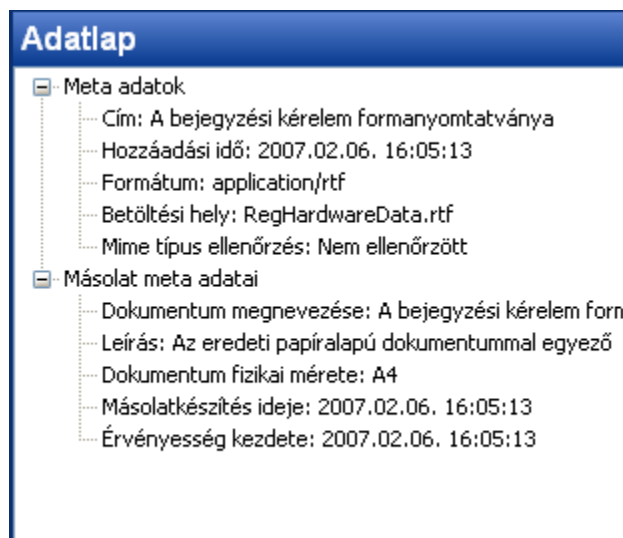 Adatlap
Meta adatok
Cím: A bejegyzési kérelem formanyomtatványa
Hozzáadási idő: 2007.02.06. 16:05:13
Formátum: application/rtf
Betöltési hely: RegHardwareData.rtf
Mime típus ellenőrzés: Nem ellenőrzött
Másolat meta adatai
Dokumentum megnevezése: A bejegyzési kérelem form
Leírás: Az eredeti papíralapú dokumentummal egyező
Dokumentum fizikai mérete: A4
Másolatkészítés ideje: 2007.02.06. 16:05:13
Érvényesség kezdete: 2007.02.06. 16:05:13